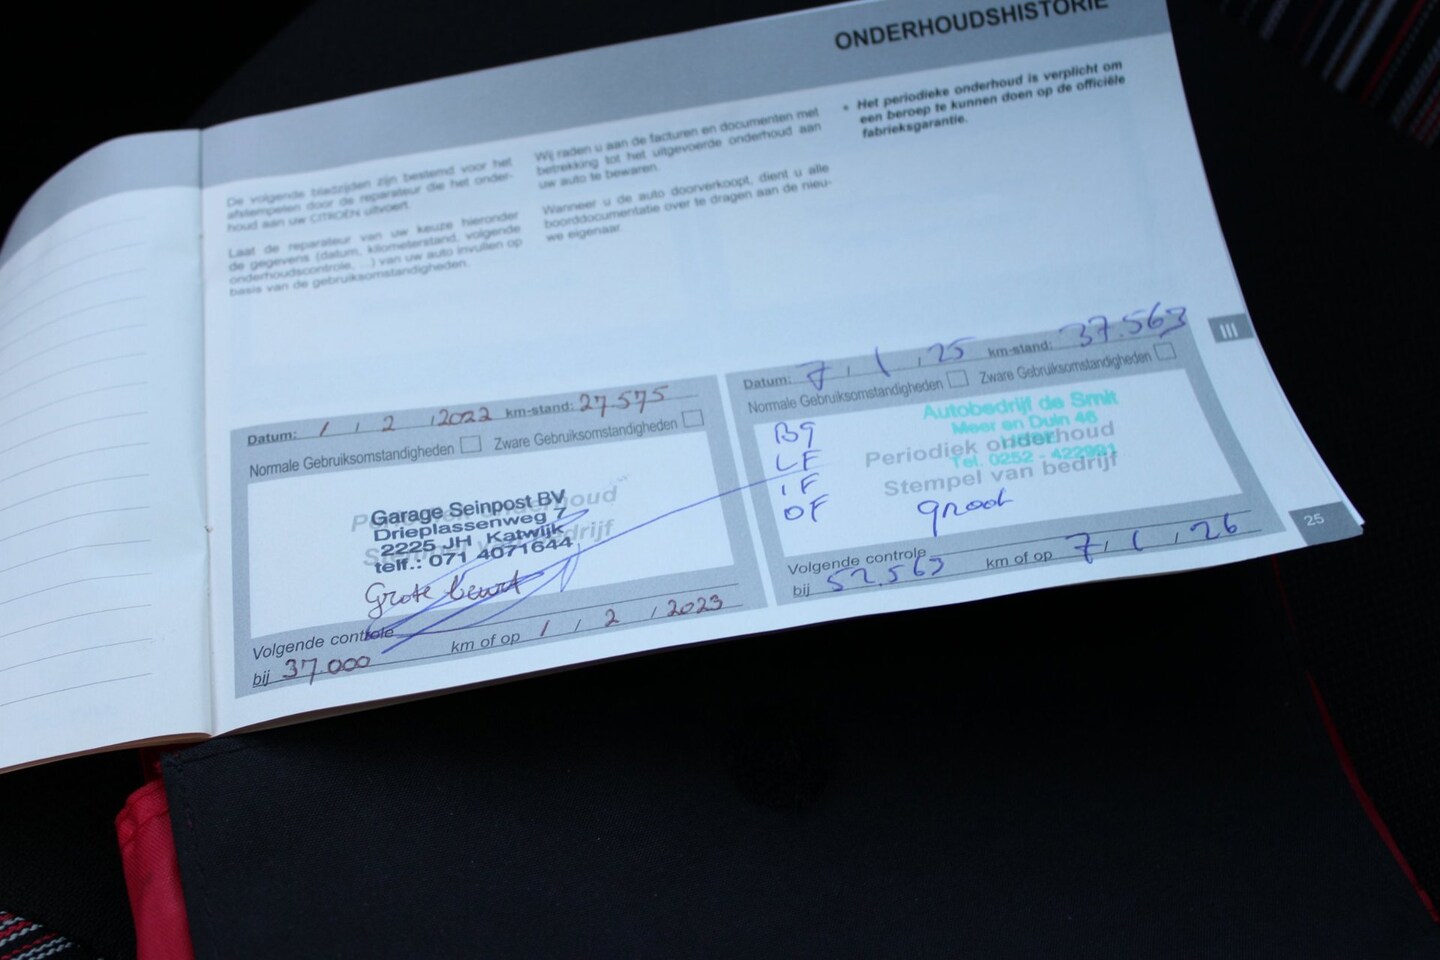 ONDERHOUDSHISTORIE
De volgende bladzijden zijn bestemd voor het
afstempelen door de reparateur die het onder-
houd aan uw CITROËN uitvoert.
Laat de reparateur van uw keuze hieronder
de gegevens (datum, kilometerstand, volgende
onderhoudscontrole, ...) van uw auto invullen op
basis van de gebruiksomstandigheden.
Wij raden u aan de facturen en documenten met
betrekking tot het uitgevoerde onderhoud aan
uw auto te bewaren.
Wanneer u de auto doorverkoopt, dient u alle
boorddocumentatie over te dragen aan de nieu-
we eigenaar.
• Het periodieke onderhoud is verplicht om
een beroep te kunnen doen op de officiële
fabrieksgarantie.
III
Datum: 1 / 2 / 2022 km-stand: 27.575
Normale Gebruiksomstandigheden Zware Gebruiksomstandigheden
Periodiek onderhoud
Stempel van bedrijf
Garage Seinpost BV
Drieplassenweg 7
2225 JH Katwijk
telf.: 071 4071644
Grote beurt
Volgende controle
bij 37.000 km of op 1 / 2 / 2023
Datum: 7 / 1 / 25 km-stand: 37.563
Normale Gebruiksomstandigheden Zware Gebruiksomstandigheden
Autobedrijf de Smit
Meer en Duin 46
Tel. 0252 - 422991
Periodiek onderhoud
Stempel van bedrijf
LF
IF
OF
groot
Volgende controle
bij 52.563 km of op 7 / 1 / 26
25